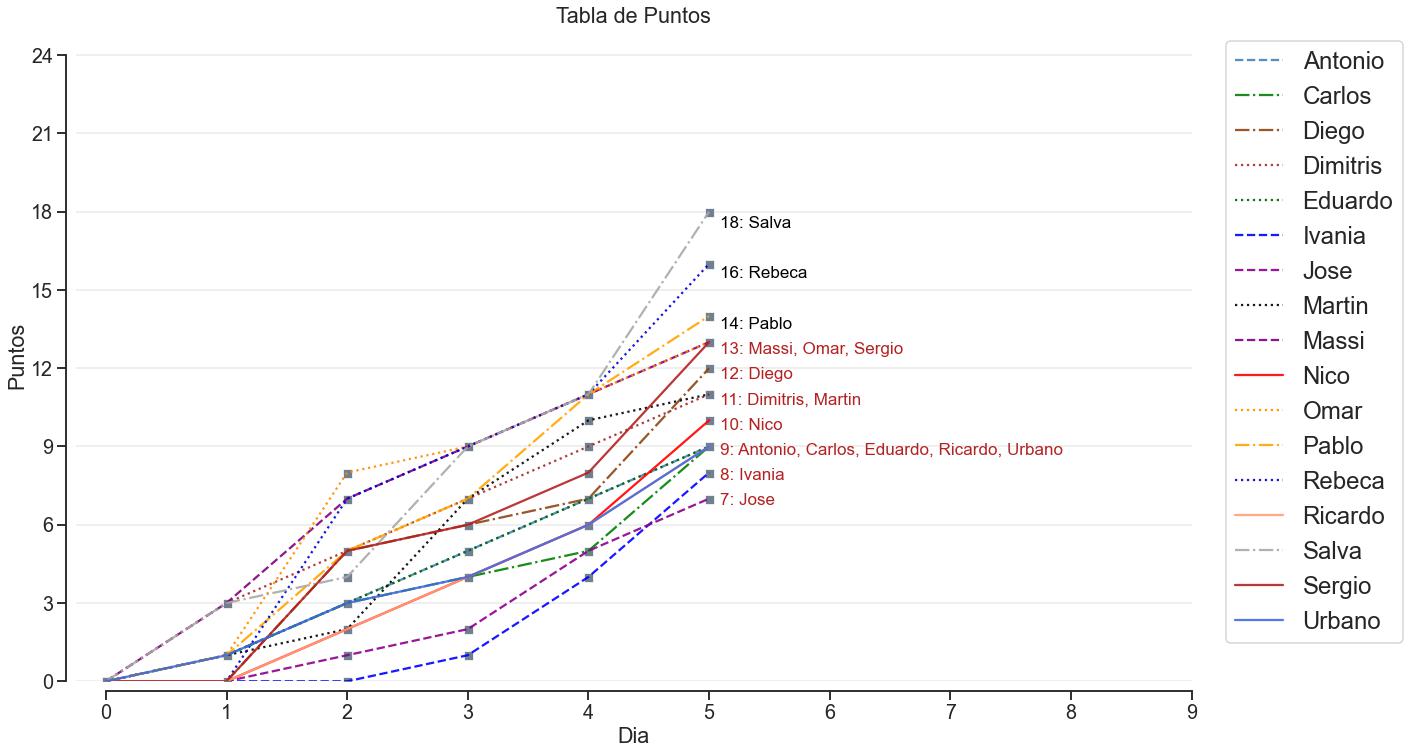 Tabla de Puntos
24
21
18
15
12
9
6
3
0
Puntos
0 1 2 3 4 5 6 7 8 9
Dia
18: Salva
16: Rebeca
14: Pablo
13: Massi, Omar, Sergio
12: Diego
11: Dimitris, Martin
10: Nico
9: Antonio, Carlos, Eduardo, Ricardo, Urbano
8: Ivania
7: Jose
Antonio
Carlos
Diego
Dimitris
Eduardo
Ivania
Jose
Martin
Massi
Nico
Omar
Pablo
Rebeca
Ricardo
Salva
Sergio
Urbano